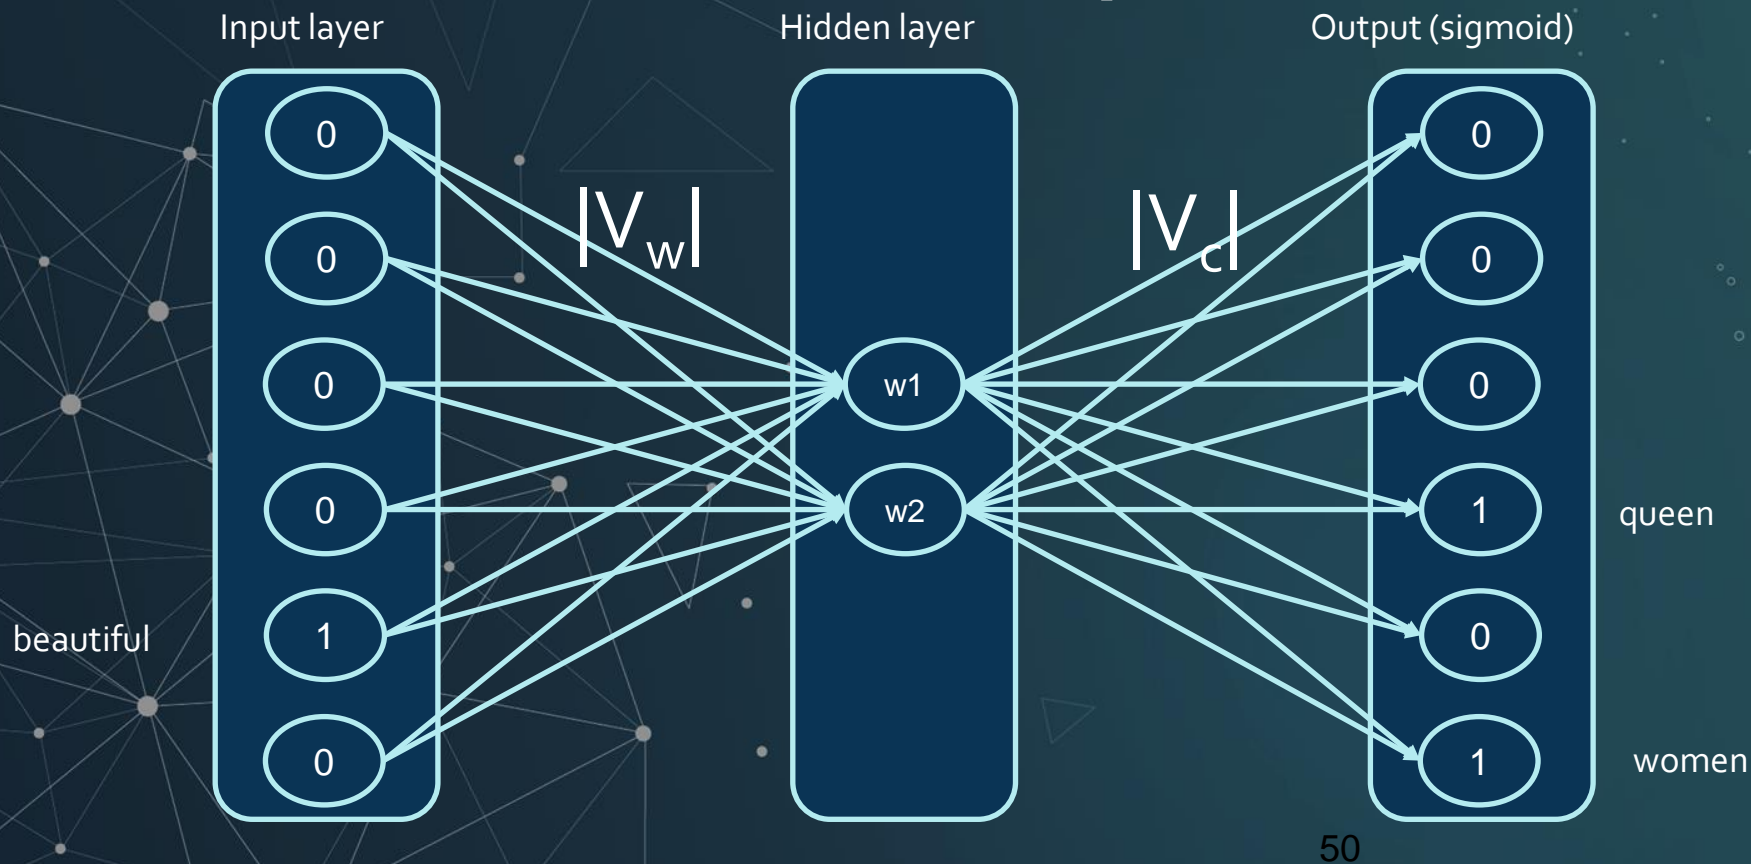 Input layer
Hidden layer
Output (sigmoid)
0
0
0
0
1
0
beautiful
|Vw|
w1
w2
|Vc|
0
0
0
1
0
1
queen
women
50